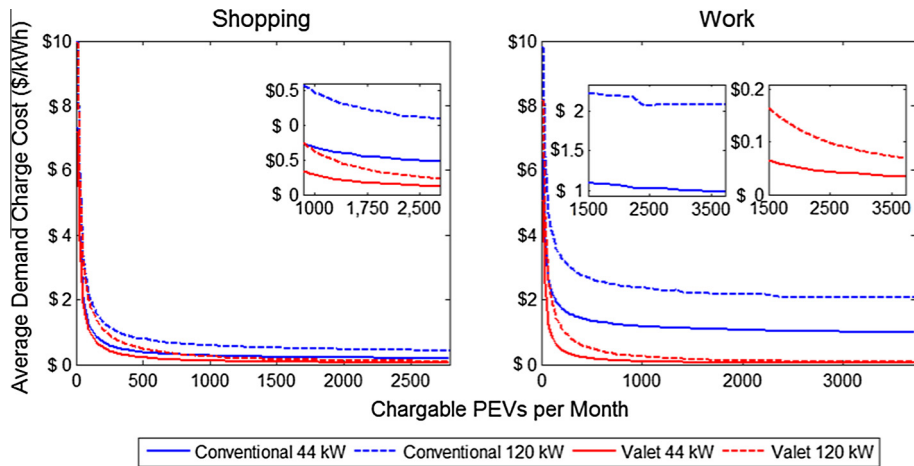 Shopping
Work
Average Demand Charge Cost ($/kWh)
$10
$ 8
$ 6
$ 4
$ 2
$ 0
0 500 1000 1500 2000 2500
$0.5
$ 0
$0.5
$ 0
1000 1,750 2,500
$10
$ 8
$ 6
$ 4
$ 2
$ 0
0 1000 2000 3000
$ 2
$1.5
$ 1
1500 2500 3500
$0.2
$0.1
$ 0
1500 2500 3500
Chargable PEVs per Month
Conventional 44 kW Conventional 120 kW Valet 44 kW Valet 120 kW